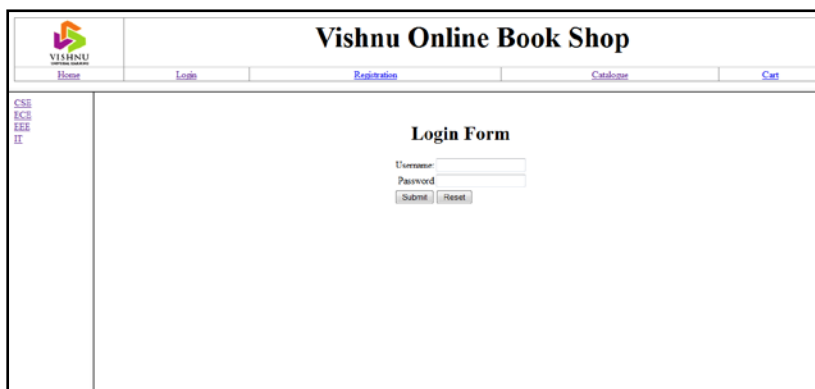 Vishnu Online Book Shop
VISHNU
Home Login Registration Catalogue Cart
CSE
ECE
EEE
IT
Login Form
Username:
Password
Submit Reset